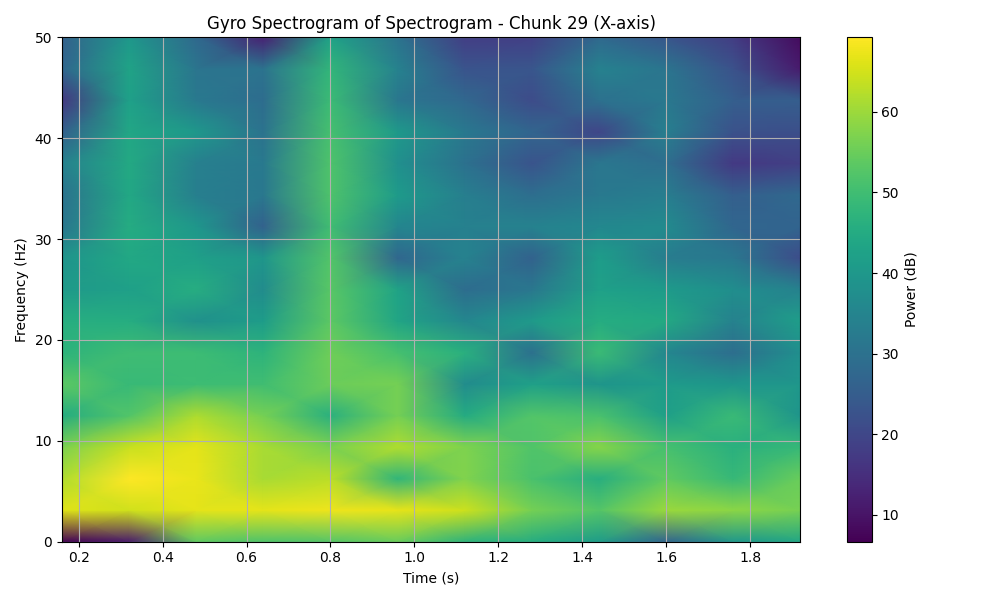 Gyro Spectrogram of Spectrogram - Chunk 29 (X-axis)
50
40
30
20
10
0
Frequency (Hz)
0.2 0.4 0.6 0.8 1.0 1.2 1.4 1.6 1.8
Time (s)
60
50
40
30
20
10
Power (dB)